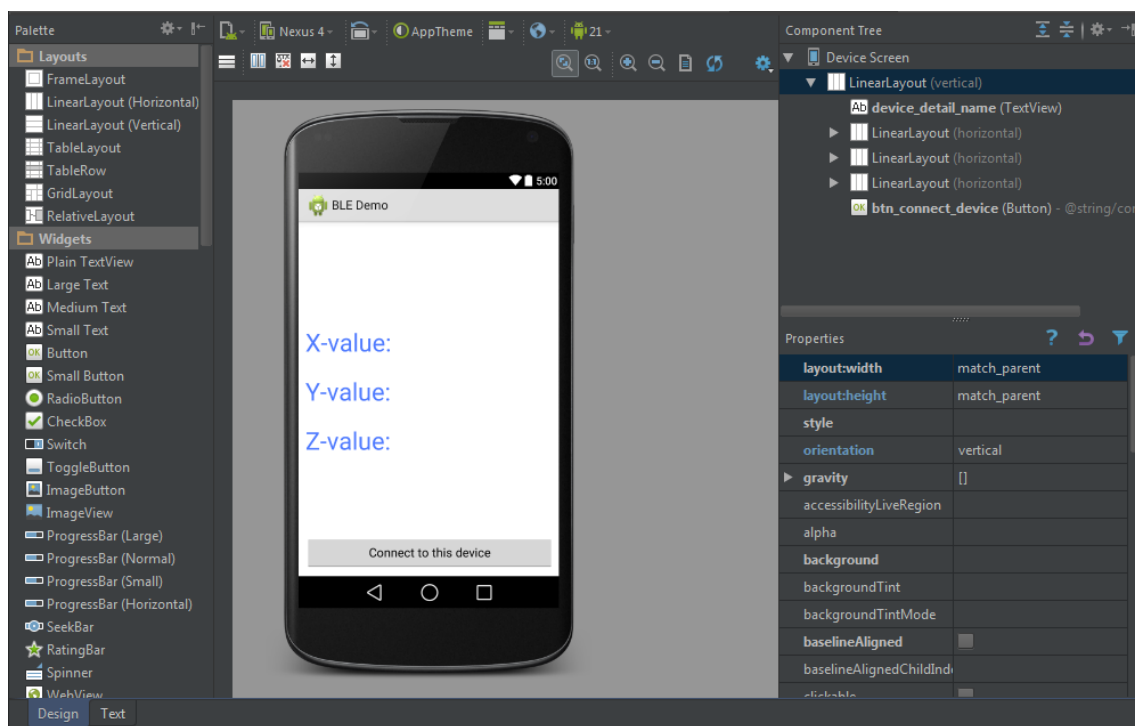 Palette
Layouts
FrameLayout
LinearLayout (Horizontal)
LinearLayout (Vertical)
TableLayout
TableRow
GridLayout
RelativeLayout
Widgets
Plain TextView
Large Text
Medium Text
Small Text
Button
Small Button
RadioButton
CheckBox
Switch
ToggleButton
ImageButton
ImageView
ProgressBar (Large)
ProgressBar (Normal)
ProgressBar (Small)
ProgressBar (Horizontal)
SeekBar
RatingBar
Spinner
WebView
Design Text
Nexus 4 AppTheme 21
5:00
BLE Demo
X-value:
Y-value:
Z-value:
Connect to this device
Component Tree
Device Screen
LinearLayout (vertical)
Ab device_detail_name (TextView)
LinearLayout (horizontal)
LinearLayout (horizontal)
LinearLayout (horizontal)
OK btn_connect_device (Button) - @string/con
Properties
layout:width match_parent
layout:height match_parent
style
orientation vertical
gravity []
accessibilityLiveRegion
alpha
background
backgroundTint
backgroundTintMode
baselineAligned
baselineAlignedChildInd
clickable